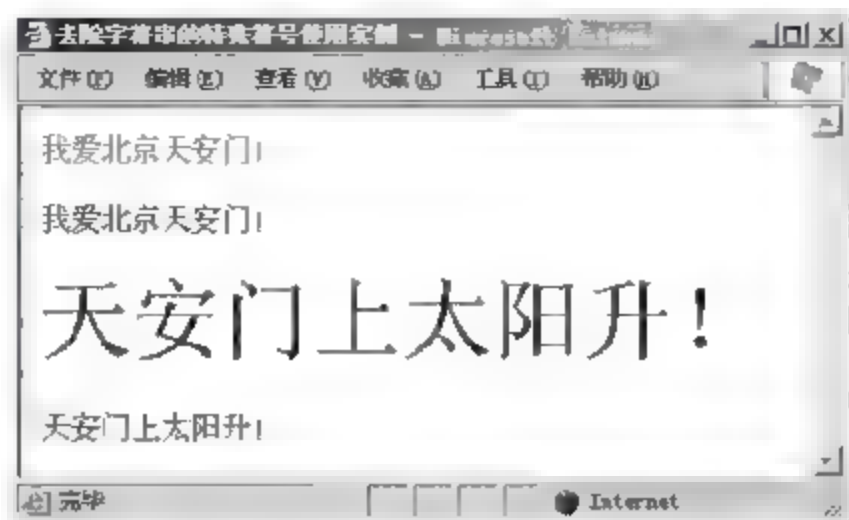 去除字符串的特殊符号使用实例 - Microsoft
文件(F) 编辑(E) 查看(V) 收藏(A) 工具(T) 帮助(H)
我爱北京天安门!
我爱北京天安门!
天安门上太阳升!
天安门上太阳升!
完毕 Internet